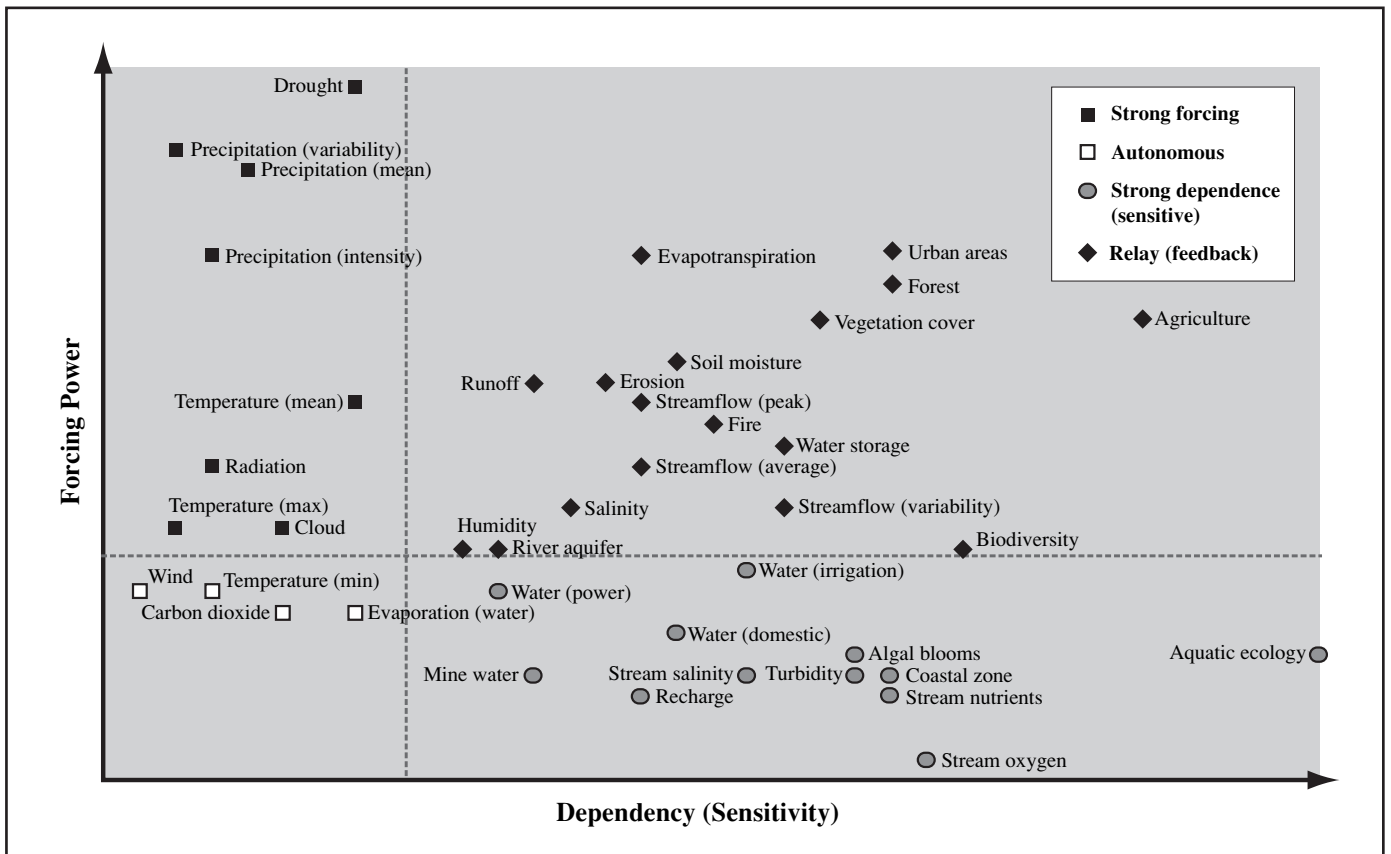 Drought
Precipitation (variability)
Precipitation (mean)
Precipitation (intensity)
Evapotranspiration
Urban areas
Forest
Vegetation cover
Agriculture
Soil moisture
Runoff
Erosion
Temperature (mean)
Streamflow (peak)
Fire
Water storage
Radiation
Streamflow (average)
Temperature (max)
Cloud
Salinity
Streamflow (variability)
Humidity
River aquifer
Biodiversity
Wind
Temperature (min)
Carbon dioxide
Evaporation (water)
Water (irrigation)
Water (power)
Water (domestic)
Algal blooms
Aquatic ecology
Mine water
Stream salinity
Turbidity
Coastal zone
Recharge
Stream nutrients
Stream oxygen
Strong forcing
Autonomous
Strong dependence
(sensitive)
Relay (feedback)
Forcing Power
Dependency (Sensitivity)